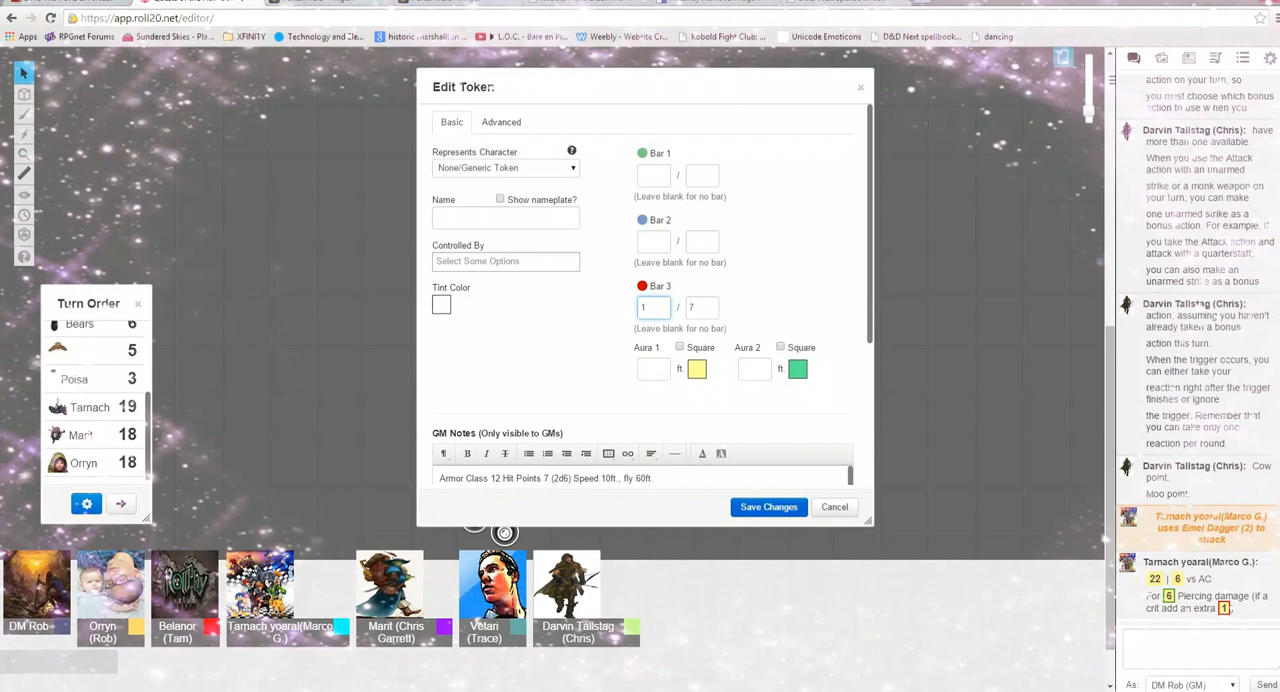 https://app.roll20.net/editor/
Apps
RPGnet Forums
Sundered Skies - Pla...
XFINITY
Technology and Ele...
historic marshallton ...
L.O.C. - Bare en Pi...
Weebly - Website Cr...
Kobold Fight Club: ...
Unicode Emoticons
D&D Next spellbook...
dancing
Edit Token
Basic
Advanced
Represents Character
None/Generic Token
Name
Show nameplate?
Controlled By
Select Some Options
Tint Color
Bar 1
/
(Leave blank for no bar)
Bar 2
/
(Leave blank for no bar)
Bar 3
1 / 7
(Leave blank for no bar)
Aura 1
Square
Aura 2
Square
ft.
ft.
GM Notes (Only visible to GMs)
Armor Class 12 Hit Points 7 (2d6) Speed 10ft., fly 60ft.
Save Changes
Cancel
Turn Order
Bears 6
5
Poisa 3
Tarnach 19
Marit 18
Orryn 18
DM Rob
Orryn
(Rob)
Belanor
(Tam)
Tarnach yoaral(Marco
G.)
Marit (Chris
Garrett)
Vetari
(Trace)
Darvin Tallstag
(Chris)
action on your turn, so
you must choose which bonus
action to use when you
Darvin Tallstag (Chris): have
more than one available.
When you use the Attack
action with an unarmed
strike or a monk weapon on
your turn, you can make
one unarmed strike as a
bonus action. For example, if
you take the Attack action and
attack with a quarterstaff,
you can also make an
unarmed strike as a bonus
Darvin Tallstag (Chris):
action, assuming you haven't
already taken a bonus
action this turn.
When the trigger occurs, you
can either take your
reaction right after the trigger
finishes or ignore
the trigger. Remember that
you can take only one
reaction per round.
Darvin Tallstag (Chris): Cow
point.
Moo point.
Tarnach yoaral(Marco G.)
uses Emei Dagger (2) to
attack
Tarnach yoaral(Marco G.):
22 | 6 vs AC
For 6 Piercing damage (if a
crit add an extra 1
As:
DM Rob (GM)
Send